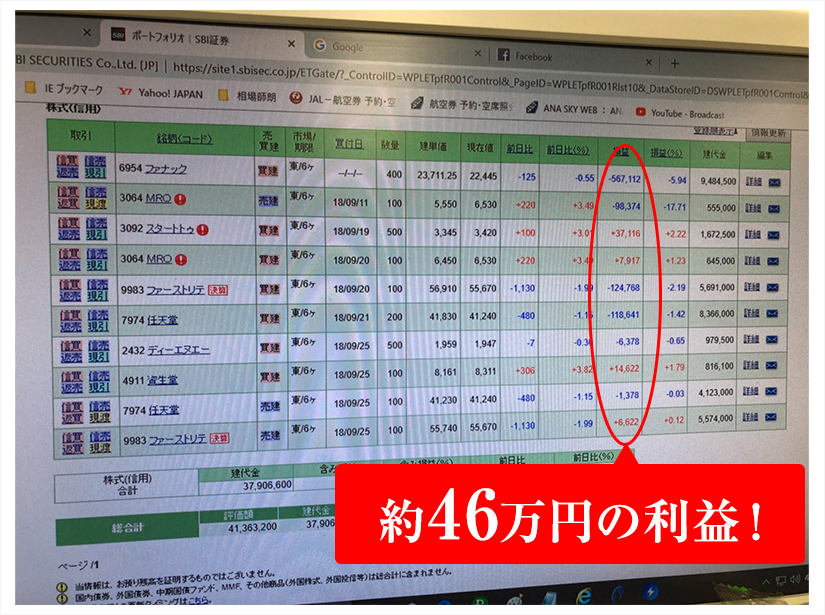 ポートフォリオ | SBI証券
Google
Facebook
BI SECURITIES Co.,Ltd. [JP] | https://site1.sbisec.co.jp/ETGate/?_ControlID=WPLETpfR001Control&_PageID=WPLETpfR001Rlst10&_DataStoreID=DSWPLETpfR001Control&
IE ブックマーク Yahoo! JAPAN 相場師朗 JAL-航空券 予約・空 航空券 予約・空席照 ANA SKY WEB : AN YouTube - Broadcast
株式(信用) 登録順表示 情報更新
取引 銘柄(コード) 売買建 市場/期限 買付日 数量 建単価 現在値 前日比 前日比(%) 損益 損益(%) 建代金 編集
信買 信売 返売 現引 6954 ファナック 買建 東/6ヶ --/--/-- 400 23,711.25 22,445 -125 -0.55 -567,112 -5.94 9,484,500 詳細
信買 信売 返買 現渡 3064 MRO 売建 東/6ヶ 18/09/11 100 5,550 6,530 +220 +3.49 -98,374 -17.71 555,000 詳細
信買 信売 返売 現引 3092 スタートトゥ 買建 東/6ヶ 18/09/19 500 3,345 3,420 +100 +3.01 +37,116 +2.22 1,672,500 詳細
信買 信売 返売 現引 3064 MRO 買建 東/6ヶ 18/09/20 100 6,450 6,530 +220 +3.49 +7,917 +1.23 645,000 詳細
信買 信売 返売 現引 9983 ファーストリテ 決算 買建 東/6ヶ 18/09/20 100 56,910 55,670 -1,130 -1.99 -124,768 -2.19 5,691,000 詳細
信買 信売 返売 現引 7974 任天堂 買建 東/6ヶ 18/09/21 200 41,830 41,240 -480 -1.15 -118,641 -1.42 8,366,000 詳細
信買 信売 返売 現引 2432 ディーエヌエー 買建 東/6ヶ 18/09/25 500 1,959 1,947 -7 -0.36 -6,378 -0.65 979,500 詳細
信買 信売 返売 現引 4911 資生堂 買建 東/6ヶ 18/09/25 100 8,161 8,311 +306 +3.82 +14,622 +1.79 816,100 詳細
信買 信売 返買 現渡 7974 任天堂 売建 東/6ヶ 18/09/25 100 41,230 41,240 -480 -1.15 -1,378 -0.03 4,123,000 詳細
信買 信売 返買 現渡 9983 ファーストリテ 決算 売建 東/6ヶ 18/09/25 100 55,740 55,670 -1,130 -1.99 +6,622 +0.12 5,574,000 詳細
株式(信用)合計 建代金 含み 前日比 前日比(%)
37,906,600
総合計 評価額 建代金
41,363,200 37,906
約46万円の利益!
ページ /1
当情報は、お預り残高を証明するものではございません。
国内債券、外国債券、中期国債ファンド、MMF、その他商品(外国株式、外国投信等)は総合計に含まれません。
更新タイミングはこちら。